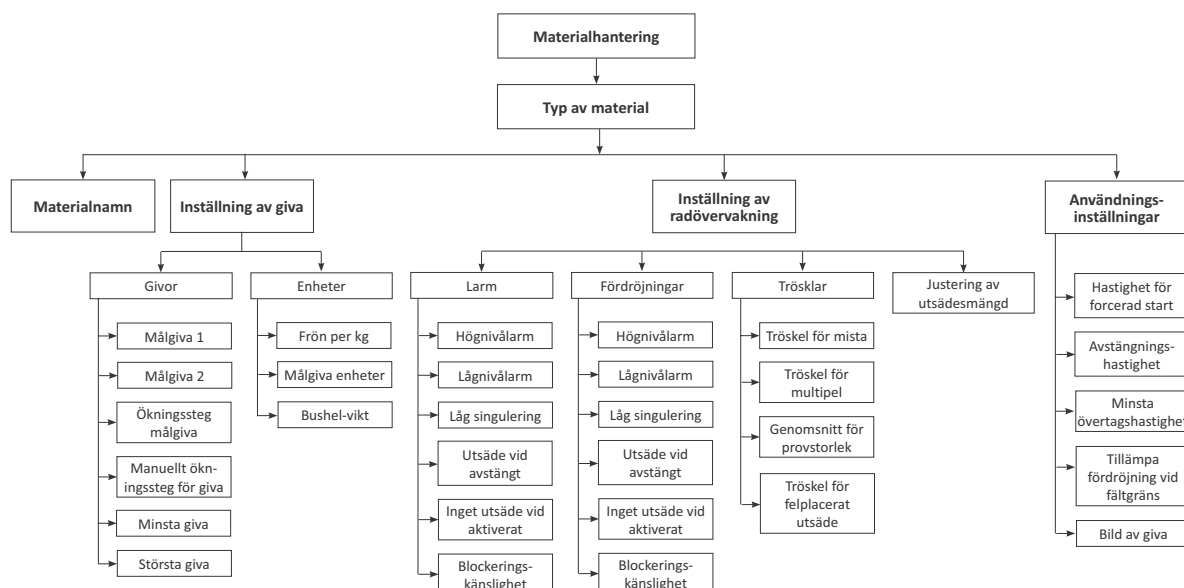 Materialhantering
Typ av material
Materialnamn
Inställning av giva
Inställning av
radövervakning
Användnings-
inställningar
Givor
Målgiva 1
Målgiva 2
Ökningssteg
målgiva
Manuellt ökn-
ingssteg för giva
Minsta giva
Största giva
Enheter
Frön per kg
Målgiva enheter
Bushel-vikt
Larm
Högnivålarm
Lågnivålarm
Låg singulering
Utsäde vid
avstängt
Inget utsäde vid
aktiverat
Blockerings-
känslighet
Fördröjningar
Högnivålarm
Lågnivålarm
Låg singulering
Utsäde vid
avstängt
Inget utsäde vid
aktiverat
Blockerings-
känslighet
Trösklar
Tröskel för mista
Tröskel för
multipel
Genomsnitt för
provstorlek
Tröskel för
felplacerat
utsäde
Justering av
utsädesmängd
Hastighet för
forcerad start
Avstängnings-
hastighet
Minsta
övertagshastighet
Tillämpa
fördröjning vid
fältgräns
Bild av giva